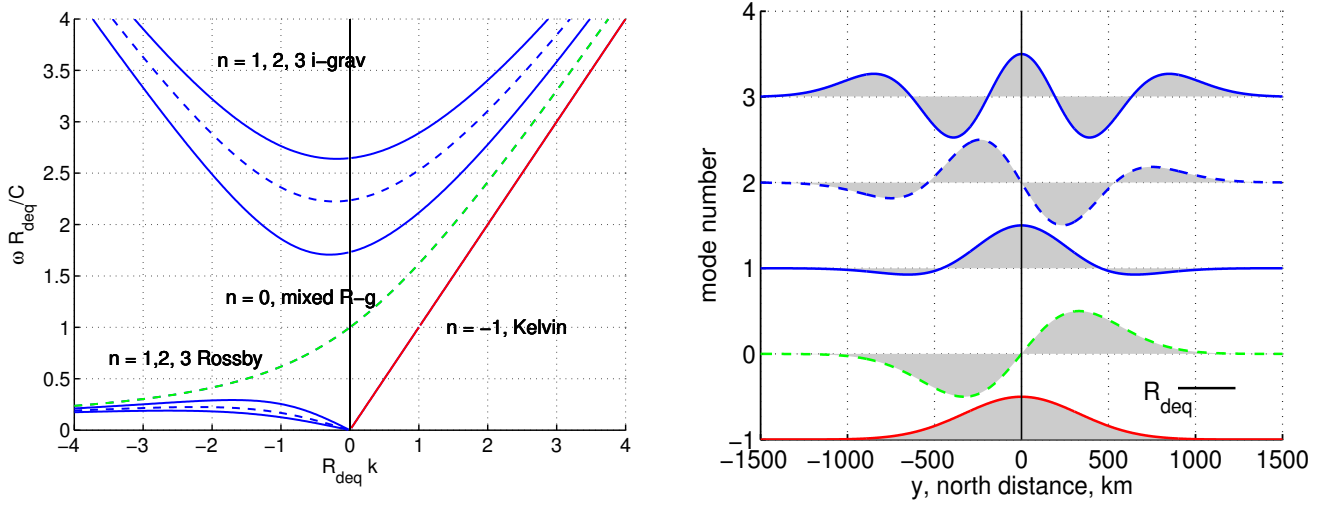 4
3.5
3
2.5
2
1.5
1
0.5
0
ω R_deq/C
n = 1, 2, 3 i−grav
n = 0, mixed R−g
n = −1, Kelvin
n = 1,2, 3 Rossby
−4 −3 −2 −1 0 1 2 3 4
R_deq k
4
3
2
1
0
−1
mode number
R_deq
−1500 −1000 −500 0 500 1000 1500
y, north distance, km